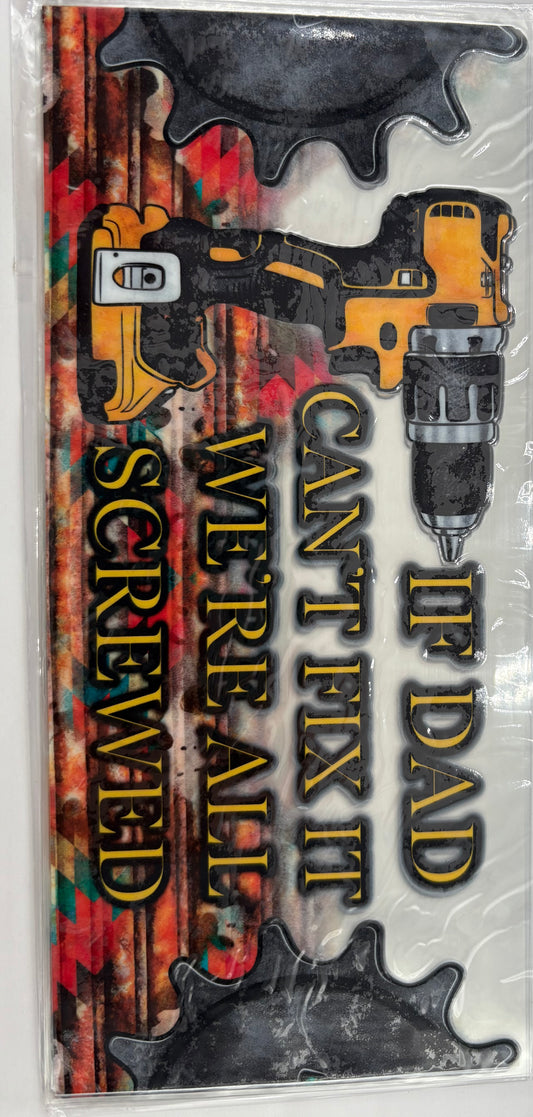 IF DAD
CAN'T FIX IT
WE'RE ALL
SCREWED